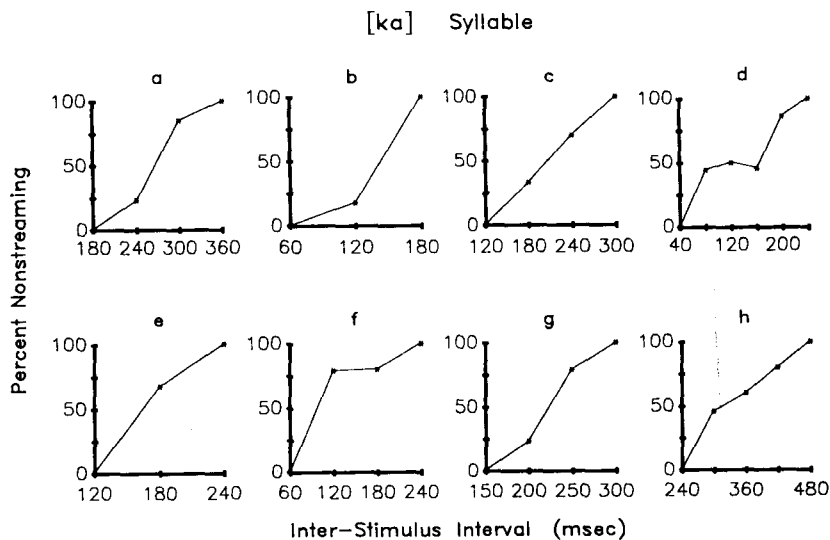 [ka] Syllable
a b c d
100 100 100 100
50 50 50 50
0 0 0 0
180 240 300 360 60 120 180 120 180 240 300 40 120 200
Percent Nonstreaming
e f g h
100 100 100 100
50 50 50 50
0 0 0 0
120 180 240 60 120 180 240 150 200 250 300 240 360 480
Inter-Stimulus Interval (msec)